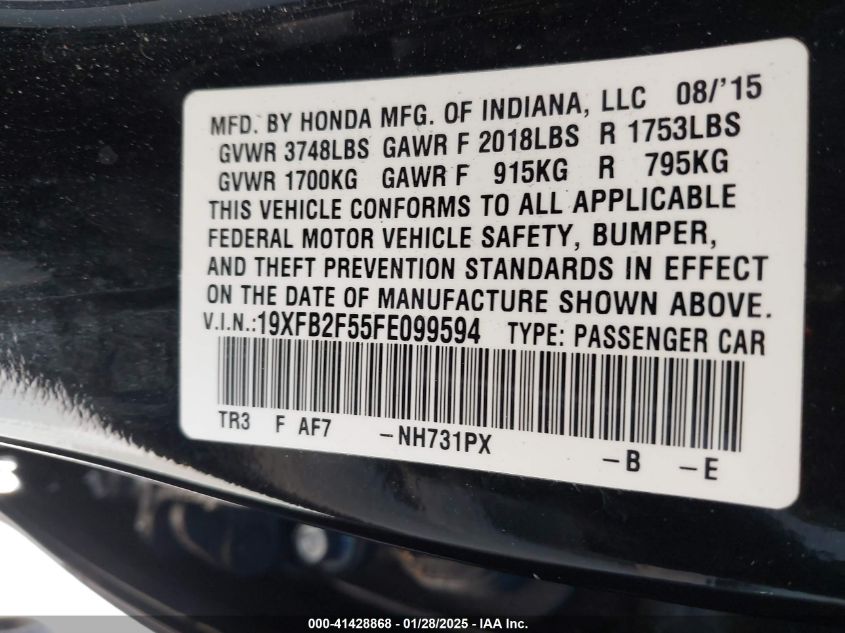 MFD. BY HONDA MFG. OF INDIANA, LLC 08/'15
GVWR 3748LBS GAWR F 2018LBS R 1753LBS
GVWR 1700KG GAWR F 915KG R 795KG
THIS VEHICLE CONFORMS TO ALL APPLICABLE
FEDERAL MOTOR VEHICLE SAFETY, BUMPER,
AND THEFT PREVENTION STANDARDS IN EFFECT
ON THE DATE OF MANUFACTURE SHOWN ABOVE.
V.I.N.:19XFB2F55FE099594 TYPE: PASSENGER CAR
TR3 F AF7 -NH731PX -B -E
000-41428868 - 01/28/2025 - IAA Inc.